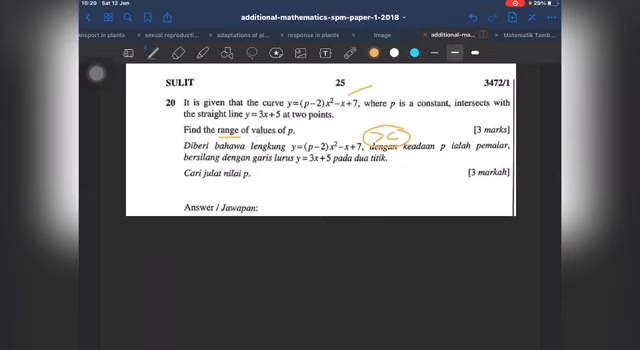 10:20 Sat 12 Jun
29%
additional-mathematics-spm-paper-1-2018
ansport In plants
sexual reproducti...
adaptations of pl...
response in plants
Image
additional-ma...
Matematik Tamb...
SULIT
25
3472/1
20 It is given that the curve y=(p−2)x²−x+7, where p is a constant, intersects with
the straight line y=3x+5 at two points.
Find the range of values of p.
[3 marks]
Diberi bahawa lengkung y=(p−2)x²−x+7, dengan keadaan p ialah pemalar,
bersilang dengan garis lurus y=3x+5 pada dua titik.
Cari julat nilai p.
[3 markah]
Answer / Jawapan: